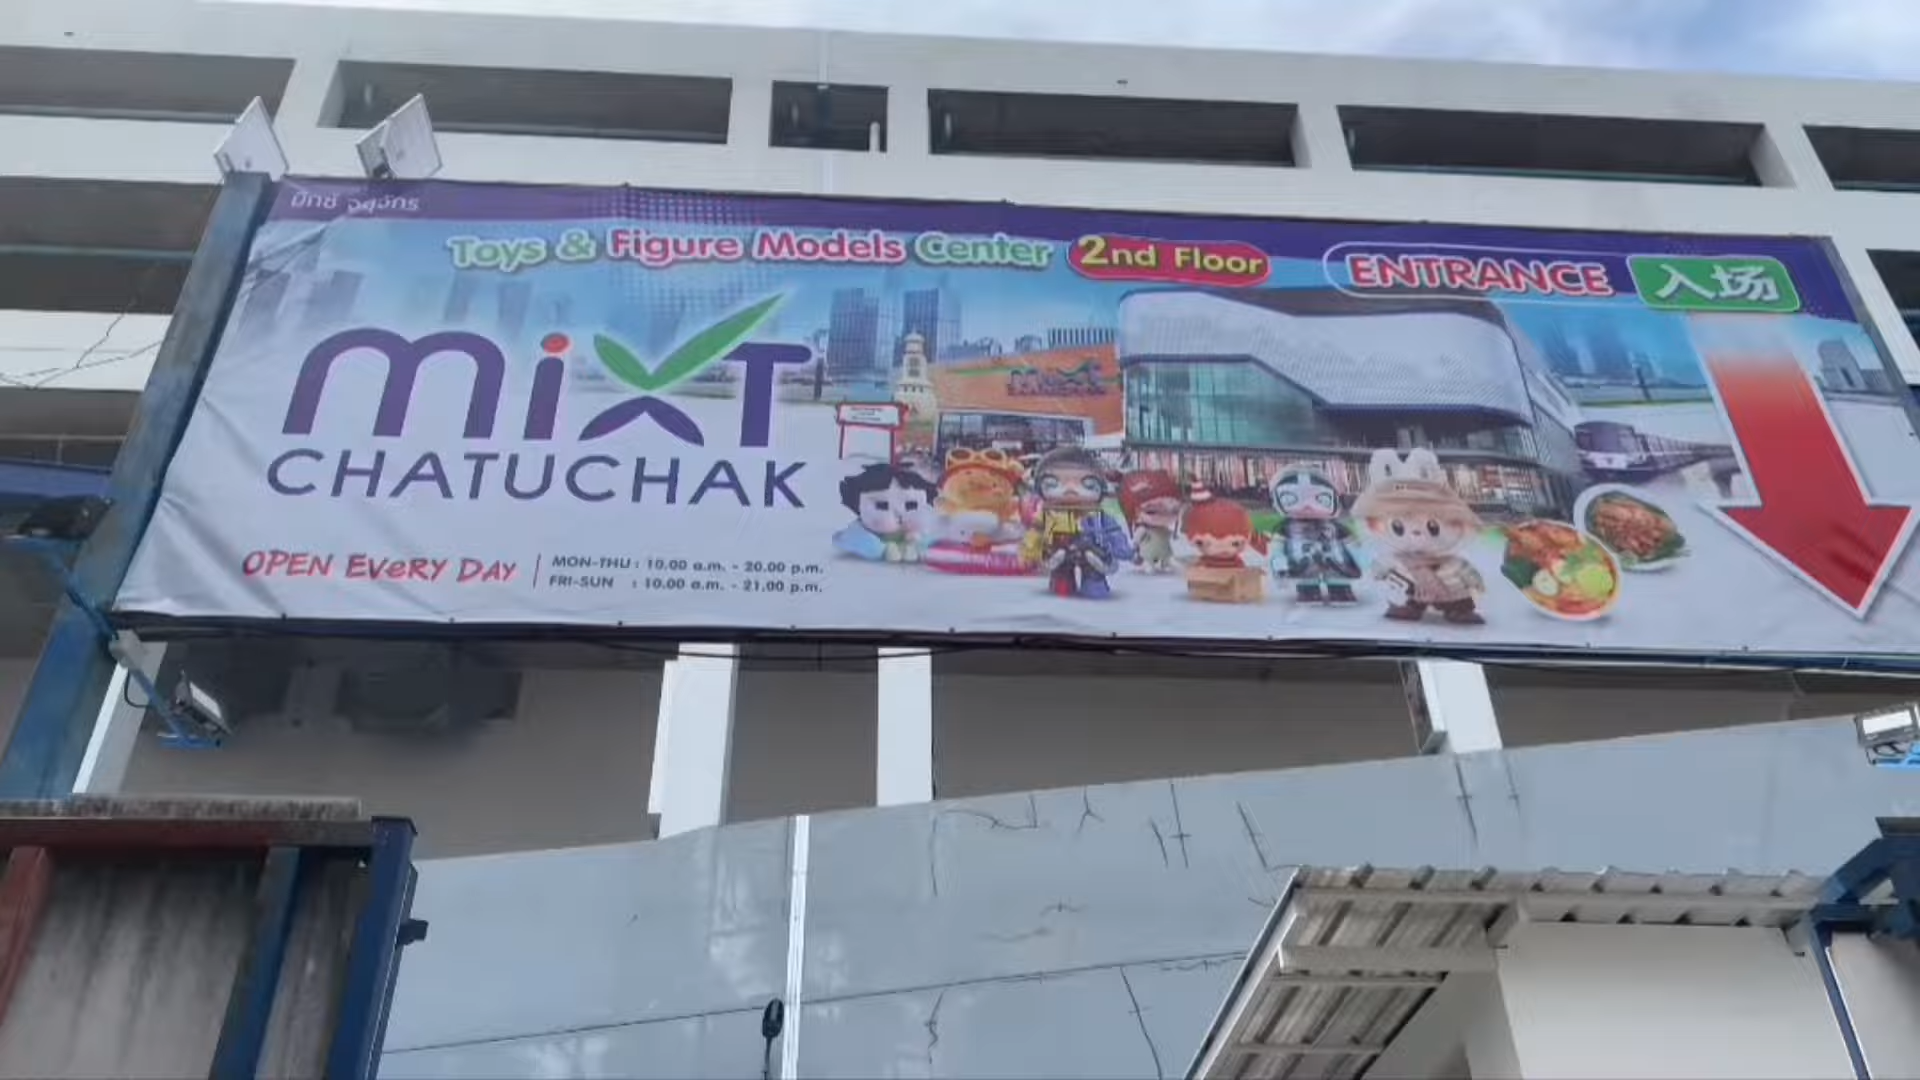 มิกซ์ จตุจักร
Toys & Figure Models Center 2nd Floor
ENTRANCE 入场
MiXT
CHATUCHAK
MiXT
OPEN EVERY DAY
MON-THU : 10.00 a.m. - 20.00 p.m.
FRI-SUN : 10.00 a.m. - 21.00 p.m.